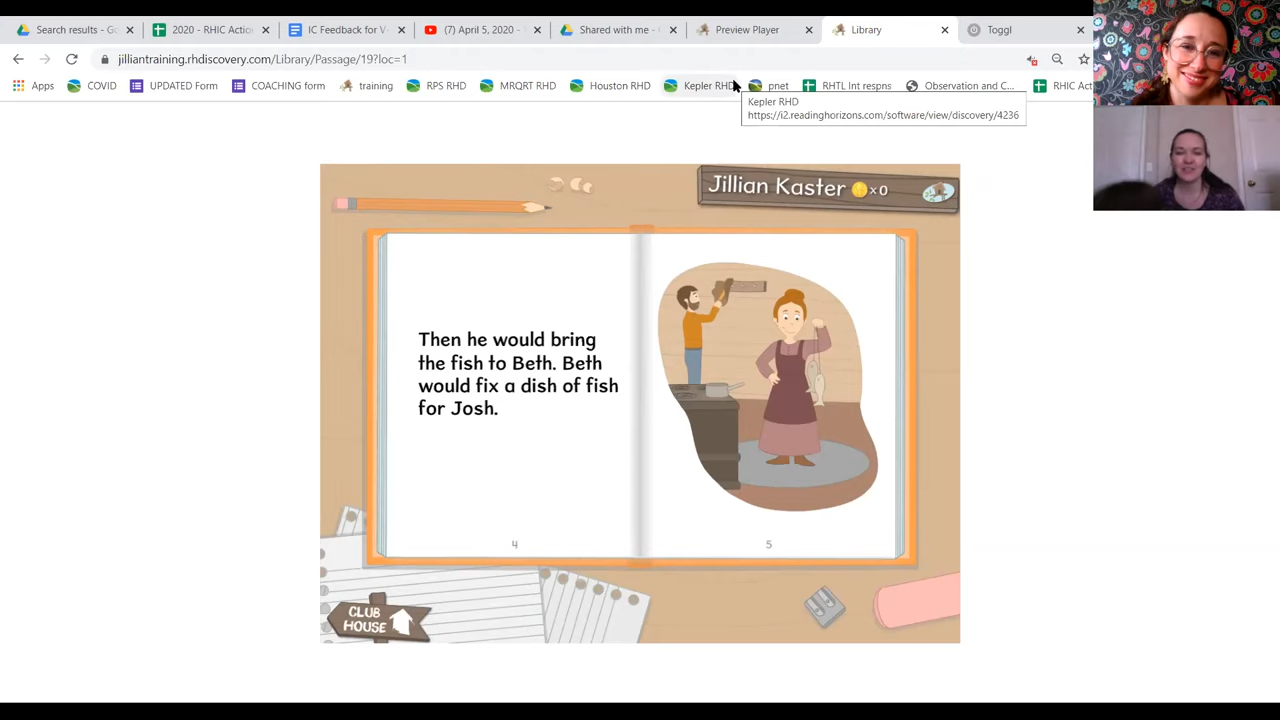 Search results - Go
2020 - RHIC Action
IC Feedback for V
(7) April 5, 2020 -
Shared with me -
Preview Player
Library
Toggl
jilliantraining.rhdiscovery.com/Library/Passage/19?loc=1
Apps
COVID
UDTM Form
COACHING form
training
RPS RHD
MRQRT RHD
Houston RHD
Kepler RHD
pnet
RHTL Int respns
Observation and C...
RHIC Act
Kepler RHD
https://i2.readinghorizons.com/software/view/discovery/4236
Jillian Kaster x0
Then he would bring
the fish to Beth. Beth
would fix a dish of fish
for Josh.
4
5
CLUB
HOUSE